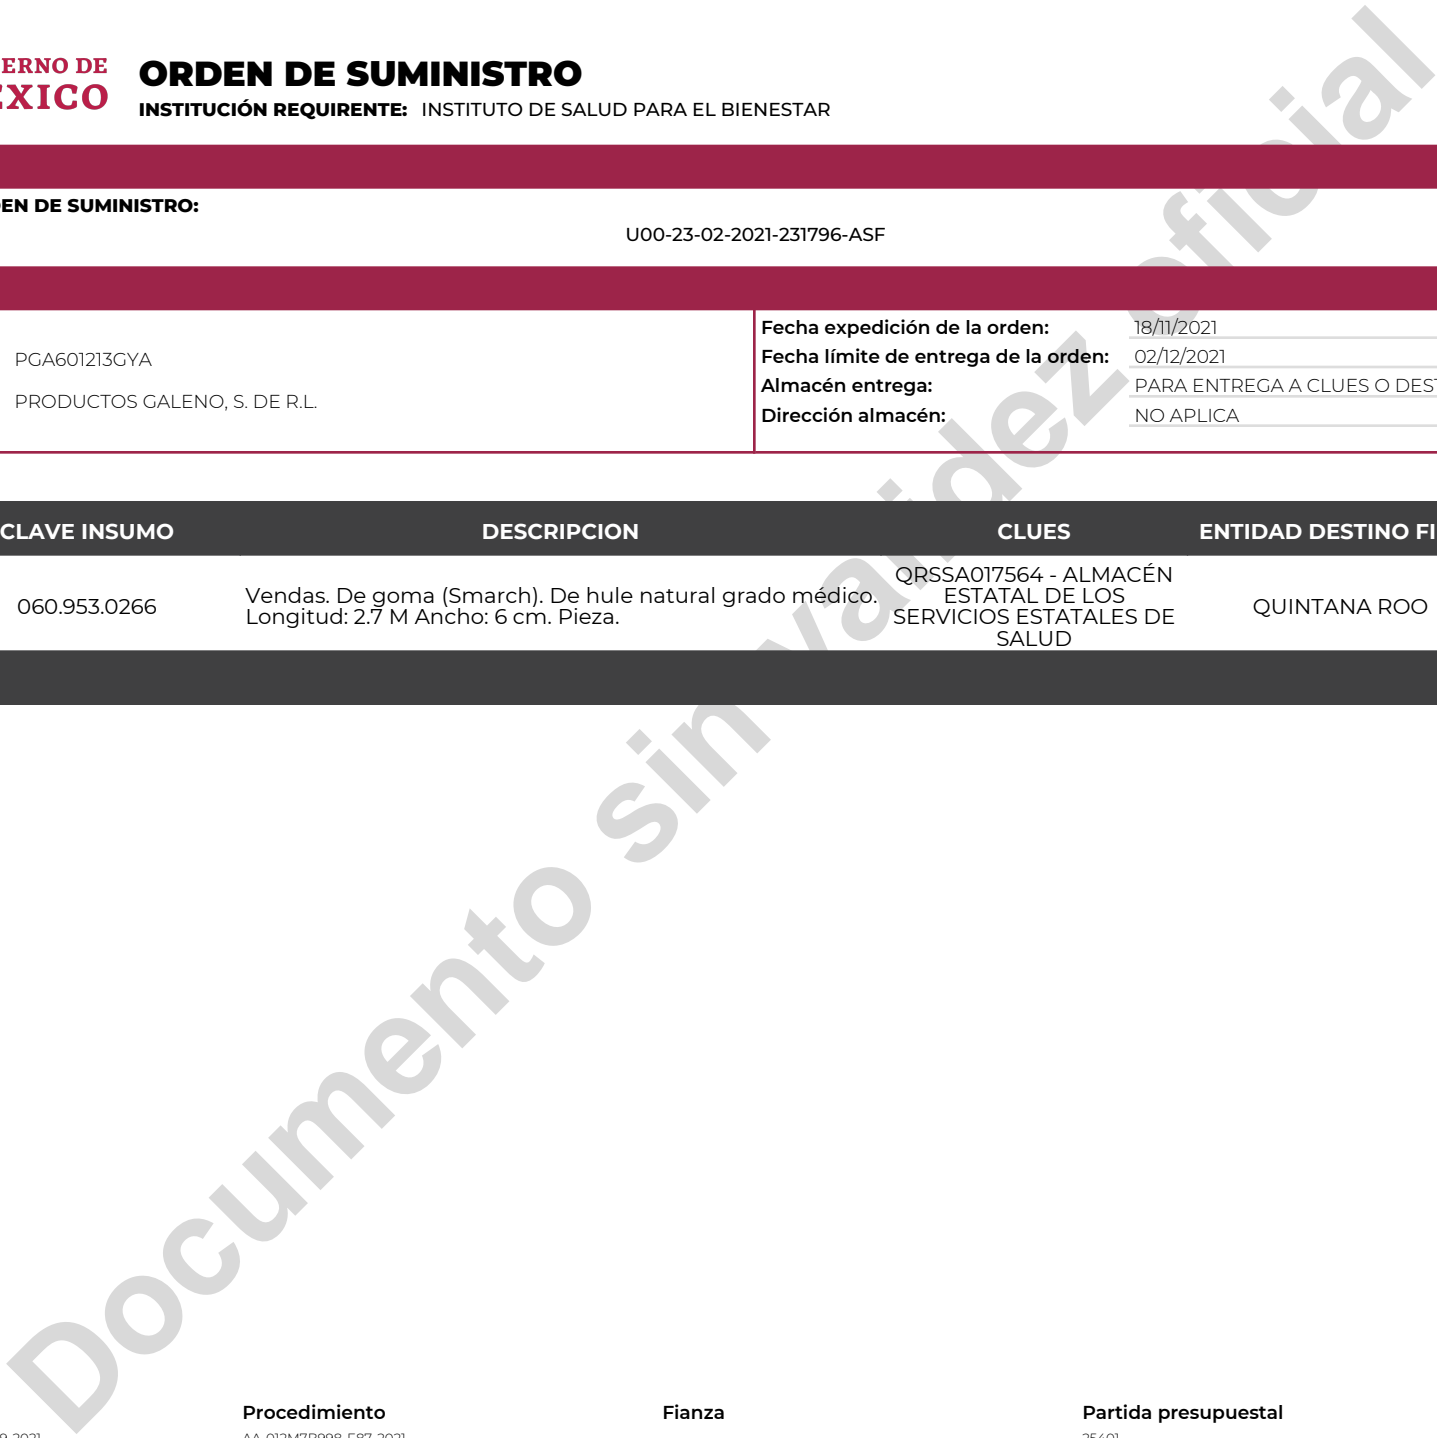 ERNO DE
EXICO
ORDEN DE SUMINISTRO
INSTITUCIÓN REQUIRENTE: INSTITUTO DE SALUD PARA EL BIENESTAR
EN DE SUMINISTRO:
U00-23-02-2021-231796-ASF
PGA601213GYA
PRODUCTOS GALENO, S. DE R.L.
Fecha expedición de la orden: 18/11/2021
Fecha límite de entrega de la orden: 02/12/2021
Almacén entrega: PARA ENTREGA A CLUES O DEST
Dirección almacén: NO APLICA
CLAVE INSUMO DESCRIPCION CLUES ENTIDAD DESTINO FI
060.953.0266
Vendas. De goma (Smarch). De hule natural grado médico.
Longitud: 2.7 M Ancho: 6 cm. Pieza.
QRSSA017564 - ALMACÉN
ESTATAL DE LOS
SERVICIOS ESTATALES DE
SALUD
QUINTANA ROO
Documento sin validez oficial
Procedimiento Fianza Partida presupuestal